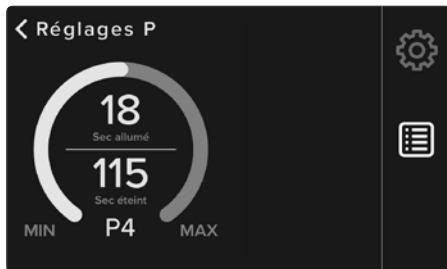 Réglages P
18
Sec allumé
115
Sec éteint
MIN P4 MAX